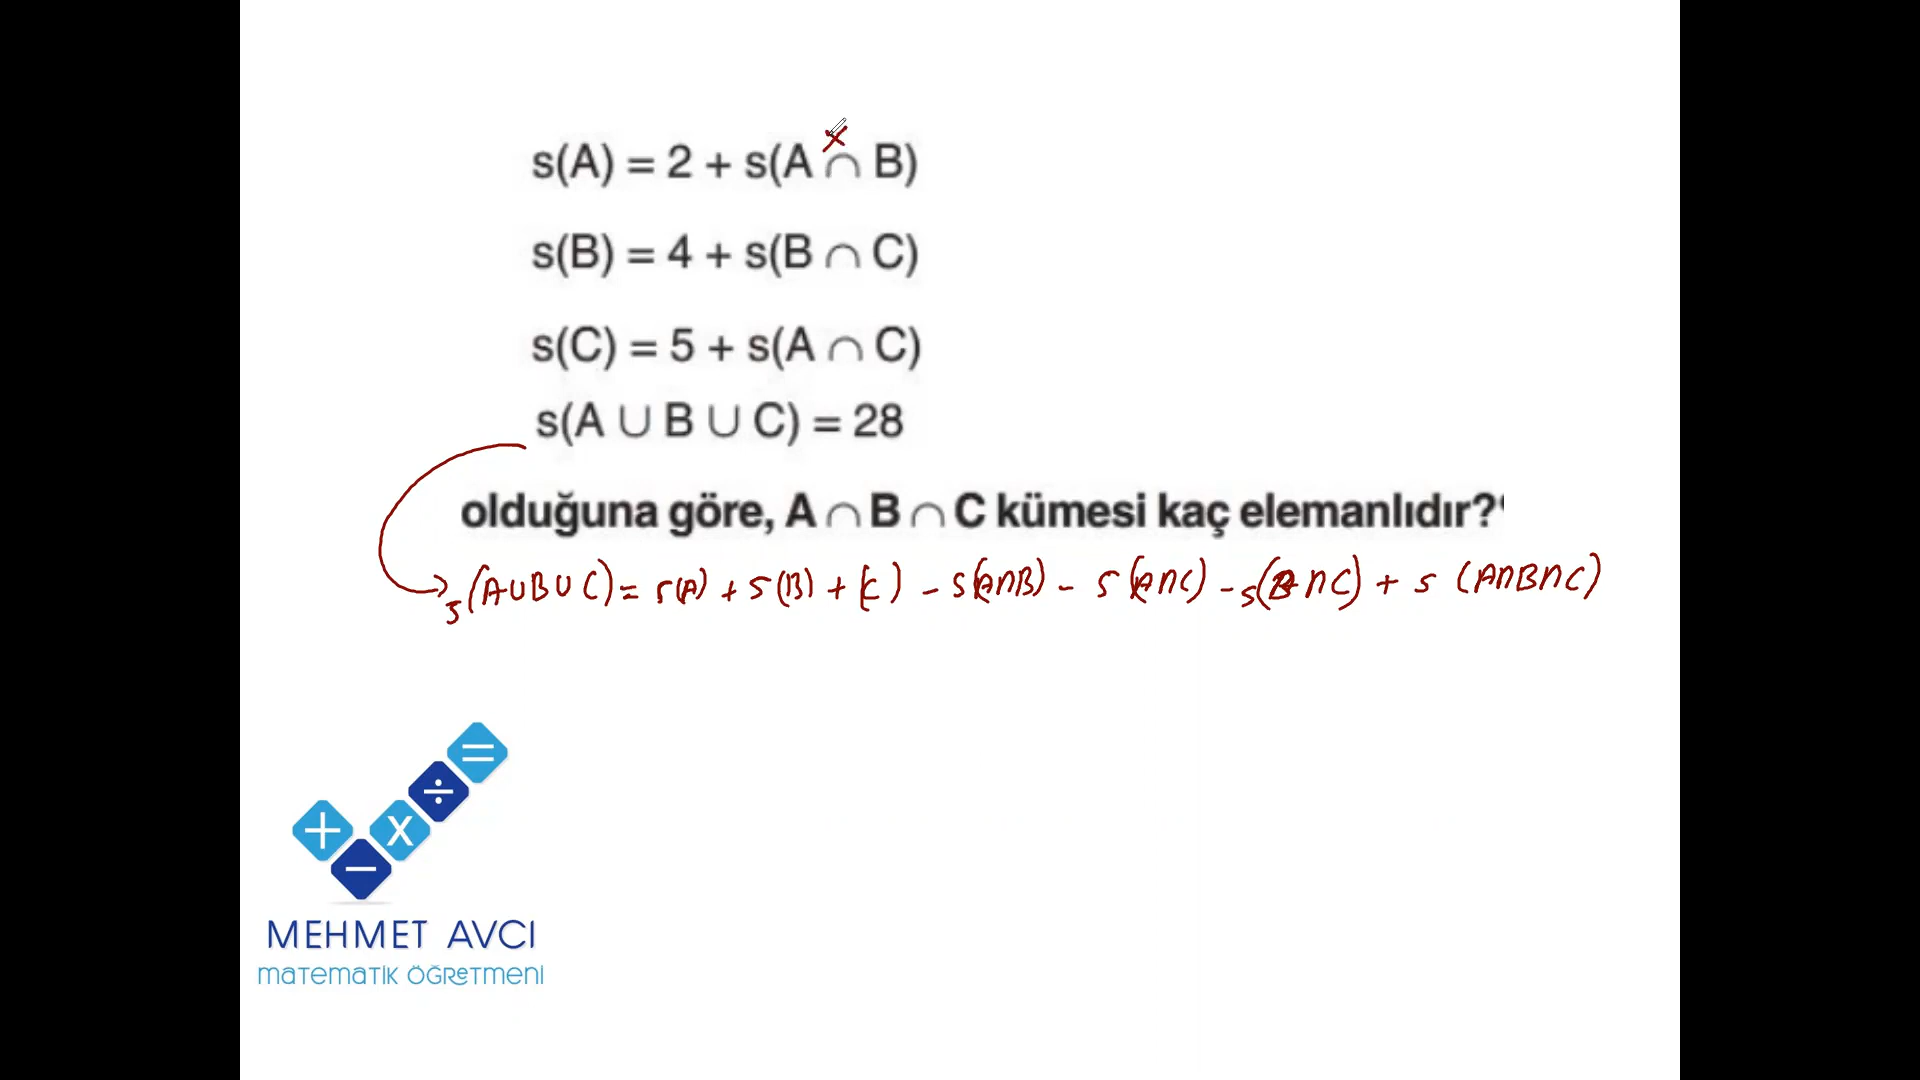 x
s(A) = 2 + s(A ∩ B)
s(B) = 4 + s(B ∩ C)
s(C) = 5 + s(A ∩ C)
s(A ∪ B ∪ C) = 28
olduğuna göre, A ∩ B ∩ C kümesi kaç elemanlıdır?
s(A∪B∪C) = s(A) + s(B) + (C) - s(A∩B) - s(A∩C) - s(B∩C) + s(A∩B∩C)
+ - x ÷ =
MEHMET AVCI
matematik ÖĞRETMENİ